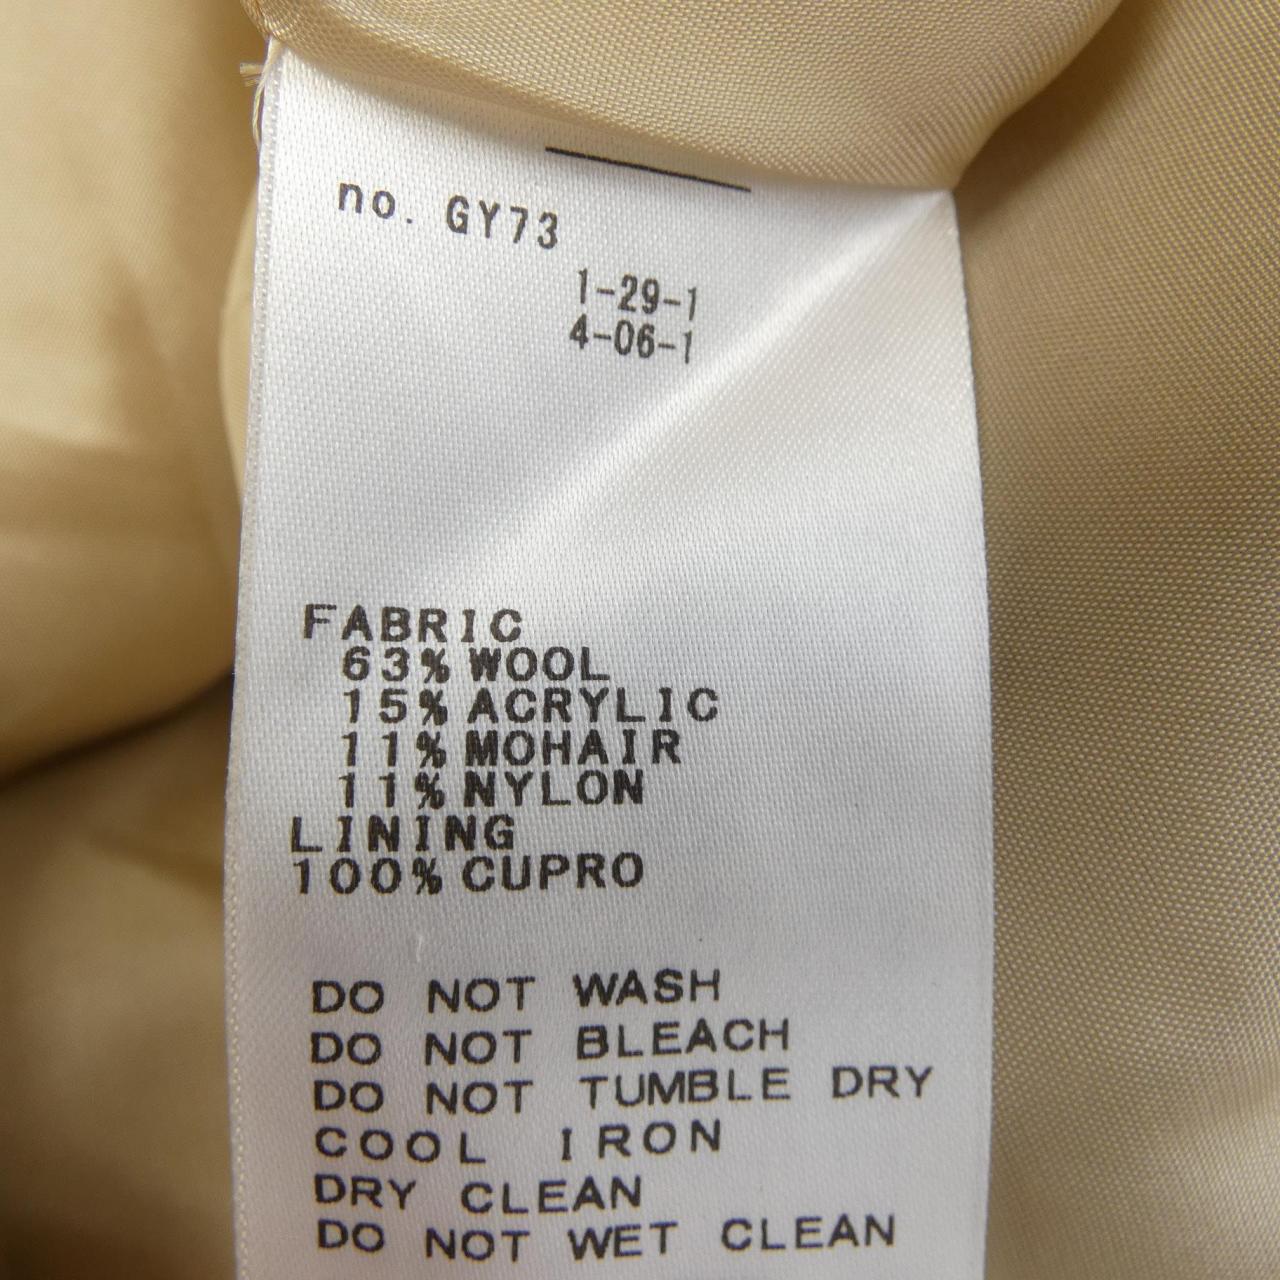 no. GY73
1-29-1
4-06-1
FABRIC
63% WOOL
15% ACRYLIC
11% MOHAIR
11% NYLON
LINING
100% CUPRO
DO NOT WASH
DO NOT BLEACH
DO NOT TUMBLE DRY
COOL IRON
DRY CLEAN
DO NOT WET CLEAN